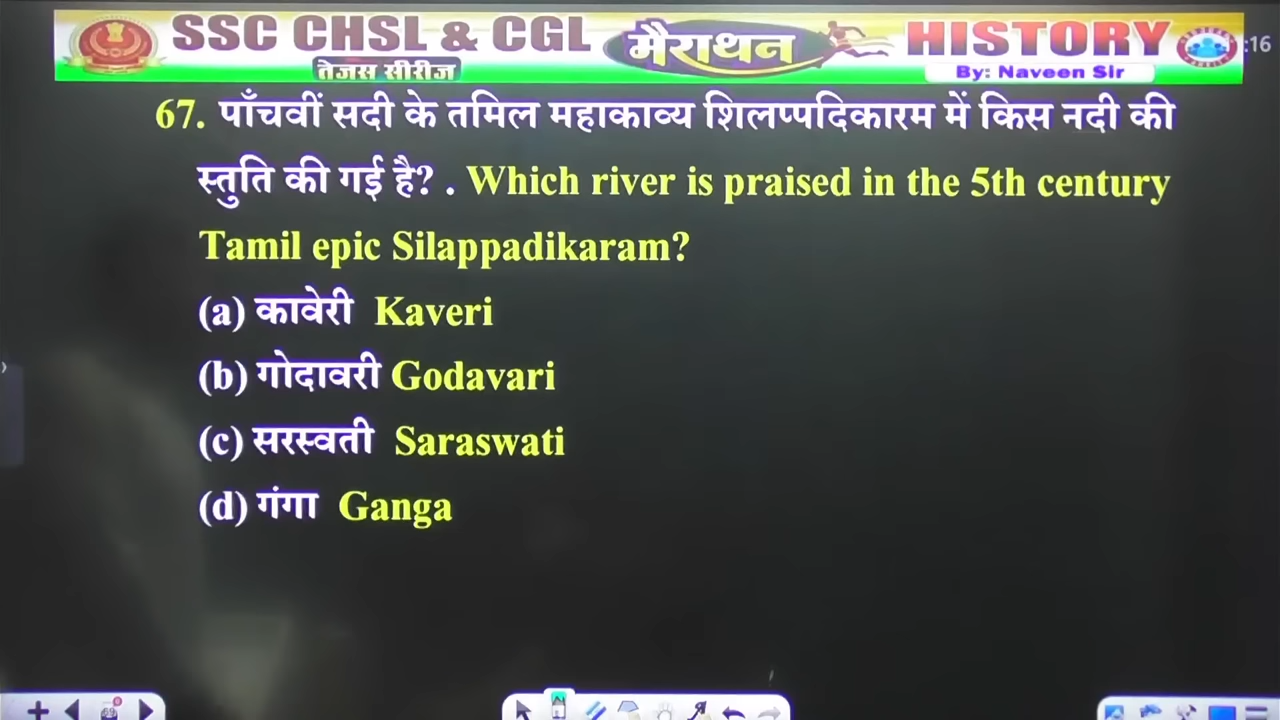 SSC CHSL & CGL मैराथन HISTORY :16
तेजस सीरीज By: Naveen Sir
67. पाँचवीं सदी के तमिल महाकाव्य शिलप्पदिकारम में किस नदी की
स्तुति की गई है? . Which river is praised in the 5th century
Tamil epic Silappadikaram?
(a) कावेरी Kaveri
(b) गोदावरी Godavari
(c) सरस्वती Saraswati
(d) गंगा Ganga